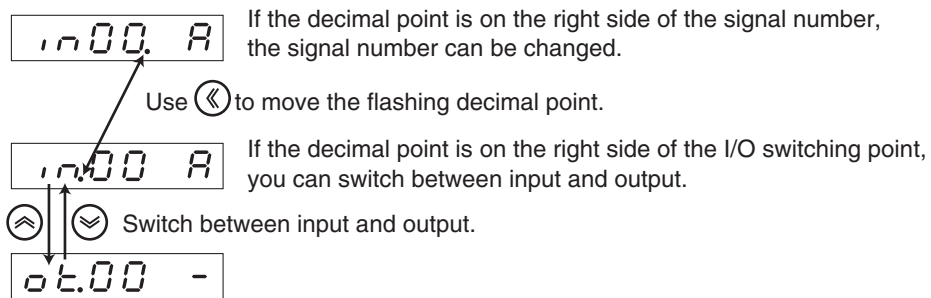 in00. A
If the decimal point is on the right side of the signal number,
the signal number can be changed.
Use « to move the flashing decimal point.
in.00 A
If the decimal point is on the right side of the I/O switching point,
you can switch between input and output.
Switch between input and output.
ot.00 -